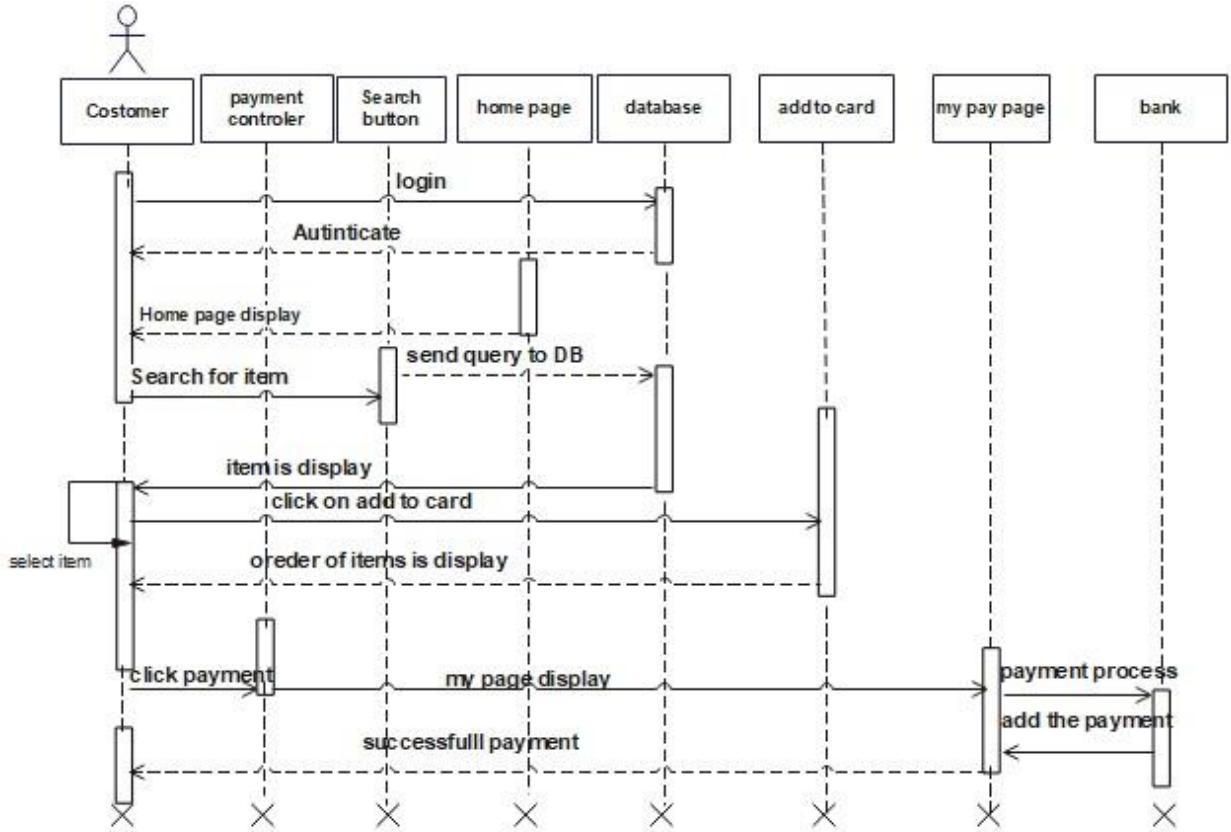 Costomer
payment
controler
Search
button
home page
database
add to card
my pay page
bank
login
Autinticate
Home page display
send query to DB
Search for item
item is display
click on add to card
select item
oreder of items is display
click payment
my page display
payment process
add the payment
successfulll payment